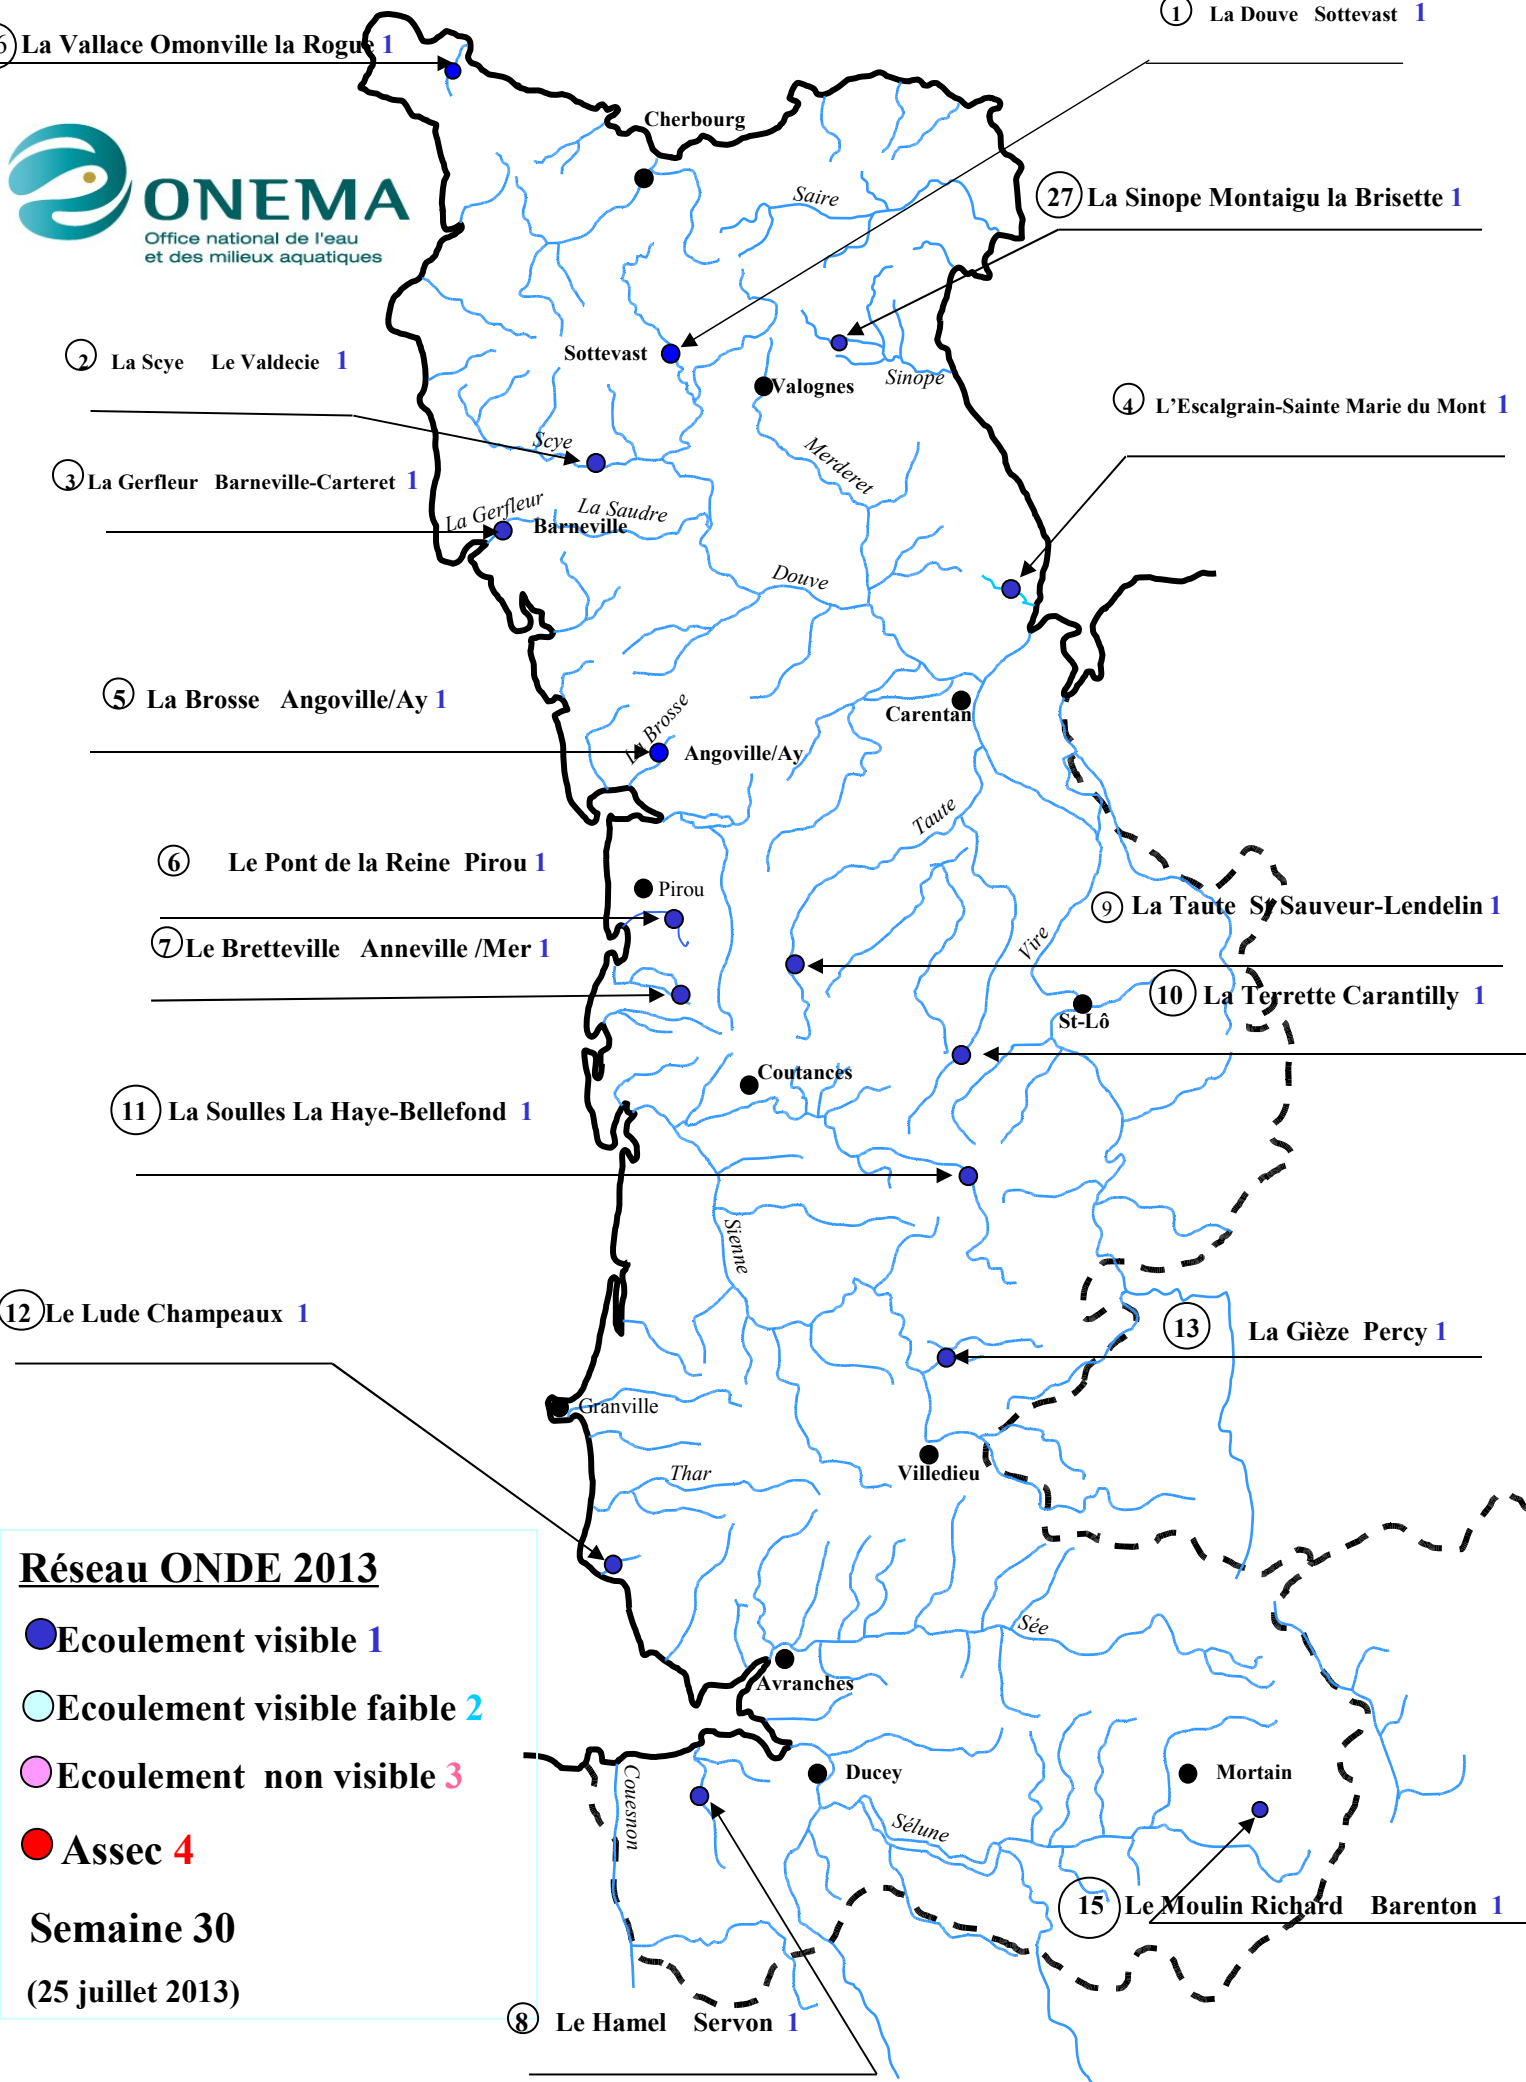 1 La Douve Sottevast 1
6 La Vallace Omonville la Rogue 1
Cherbourg
ONEMA
Office national de l'eau
et des milieux aquatiques
Saire
27 La Sinope Montaigu la Brisette 1
2 La Scye Le Valdecie 1
Sottevast
Valognes
Sinope
4 L'Escalgrain-Sainte Marie du Mont 1
Scye
Merderet
3 La Gerfleur Barneville-Carteret 1
La Gerfleur
La Saudre
Barneville
Douve
5 La Brosse Angoville/Ay 1
La Brosse
Carentan
Angoville/Ay
Taute
6 Le Pont de la Reine Pirou 1
Pirou
9 La Taute St Sauveur-Lendelin 1
7 Le Bretteville Anneville /Mer 1
Vire
10 La Terrette Carantilly 1
St-Lô
Coutances
11 La Soulles La Haye-Bellefond 1
Sienne
12 Le Lude Champeaux 1
13 La Gièze Percy 1
Granville
Villedieu
Thar
Réseau ONDE 2013
Ecoulement visible 1
Ecoulement visible faible 2
Ecoulement non visible 3
Assec 4
Semaine 30
(25 juillet 2013)
Sée
Avranches
Couesnon
Ducey
Mortain
Sélune
15 Le Moulin Richard Barenton 1
8 Le Hamel Servon 1